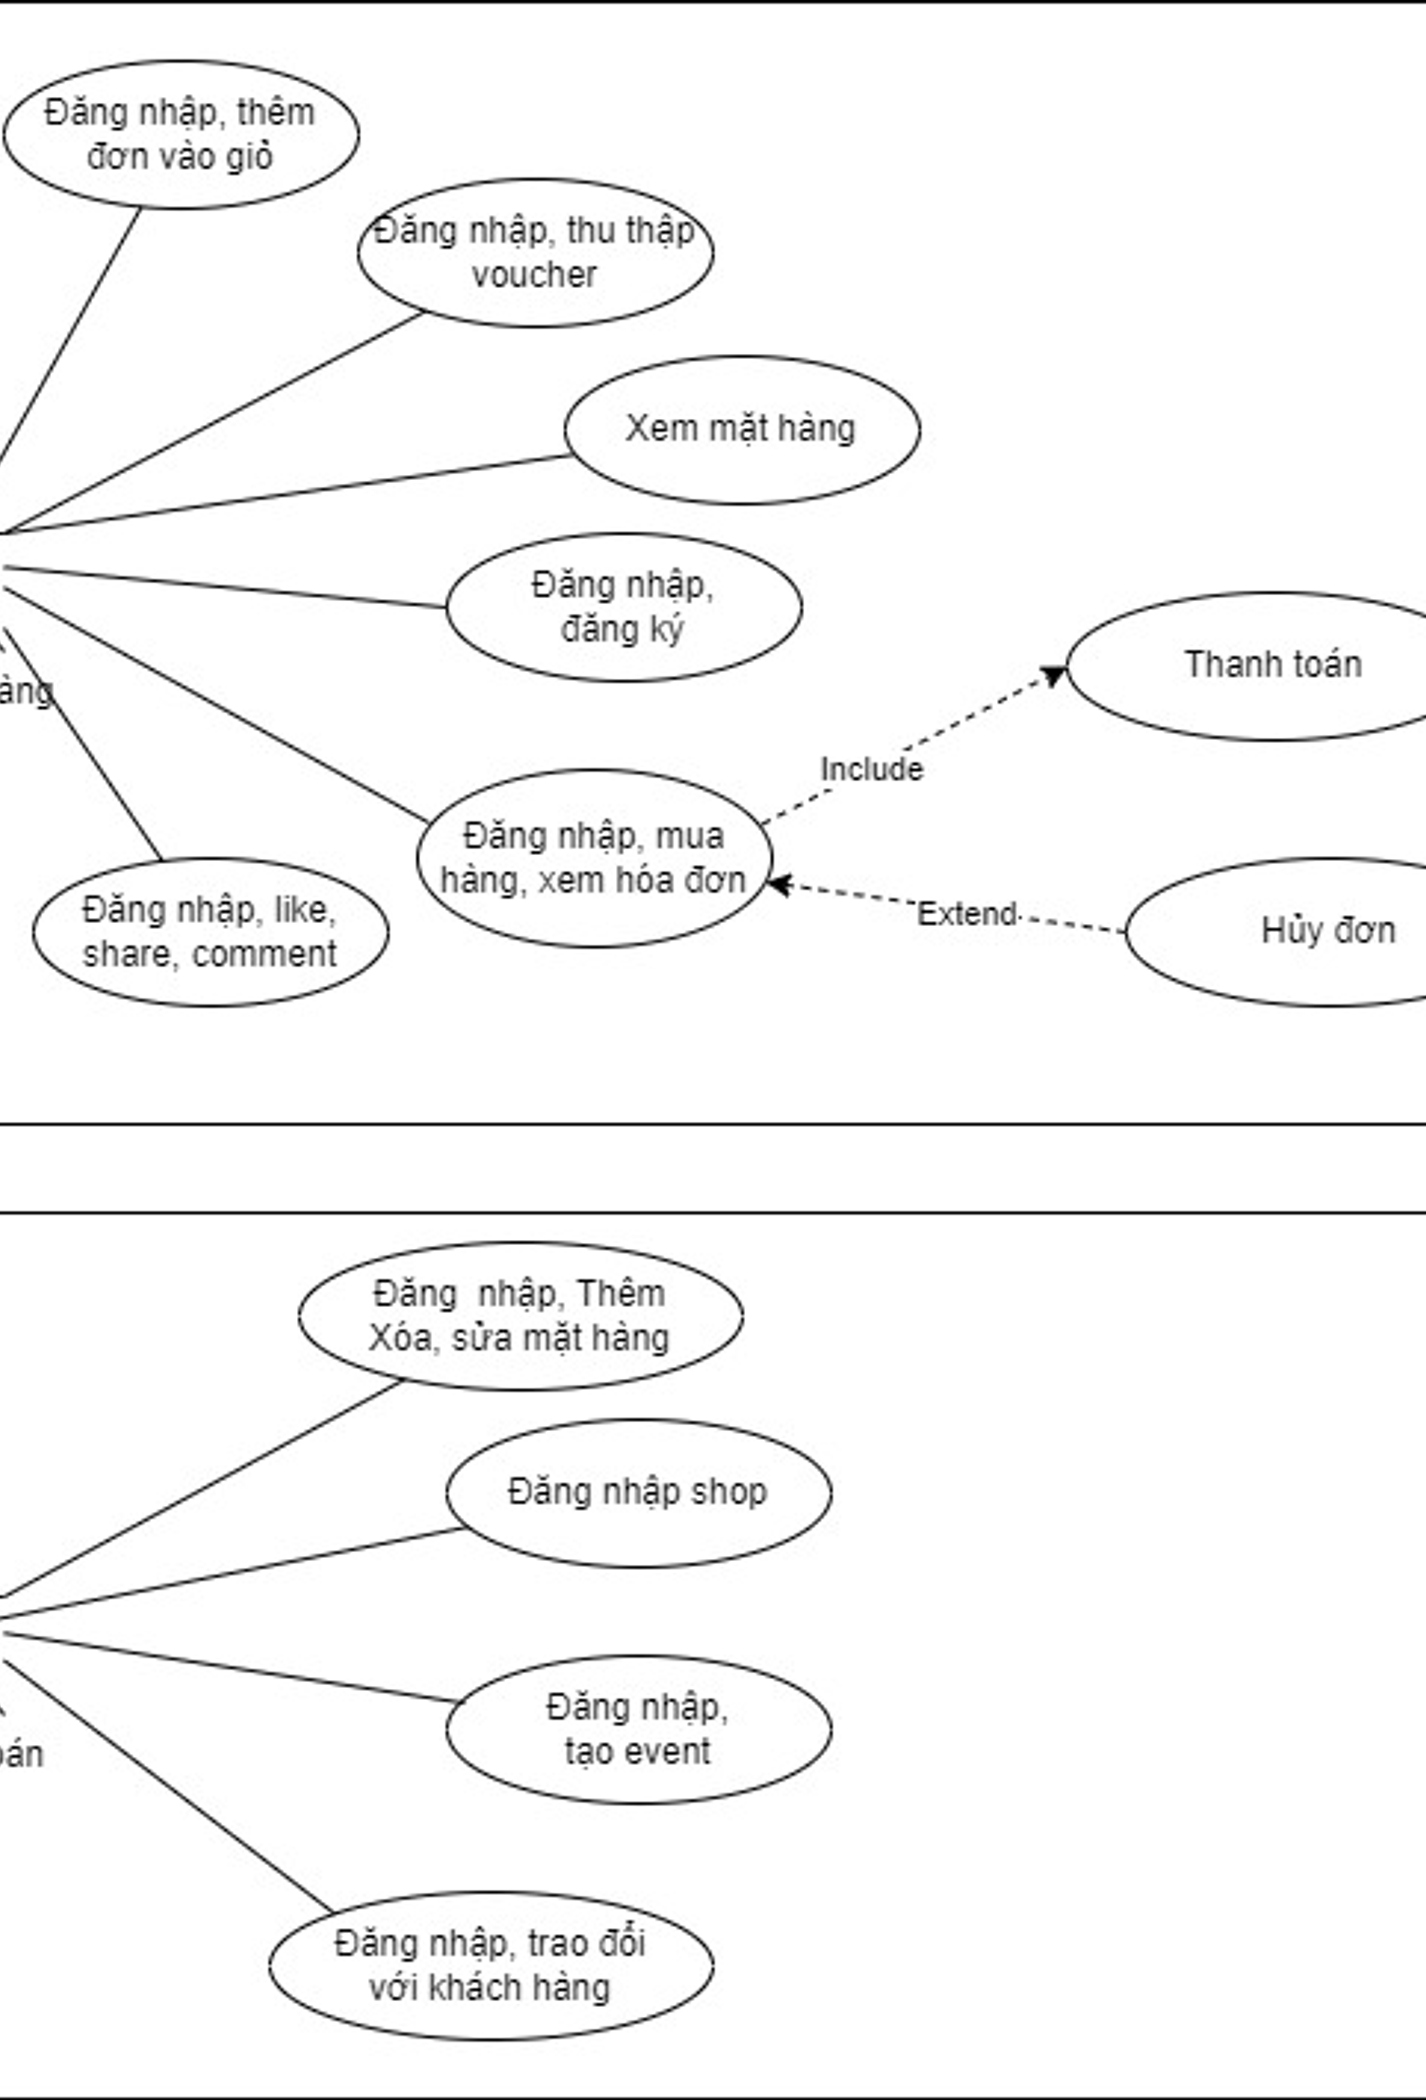 Đăng nhập, thêm
đơn vào giỏ
Đăng nhập, thu thập
voucher
Xem mặt hàng
Đăng nhập,
đăng ký
Thanh toán
àng
Include
Đăng nhập, mua
hàng, xem hóa đơn
Đăng nhập, like,
share, comment
Extend
Hủy đơn
Đăng  nhập, Thêm
Xóa, sửa mặt hàng
Đăng nhập shop
Đăng nhập,
tạo event
án
Đăng nhập, trao đổi
với khách hàng